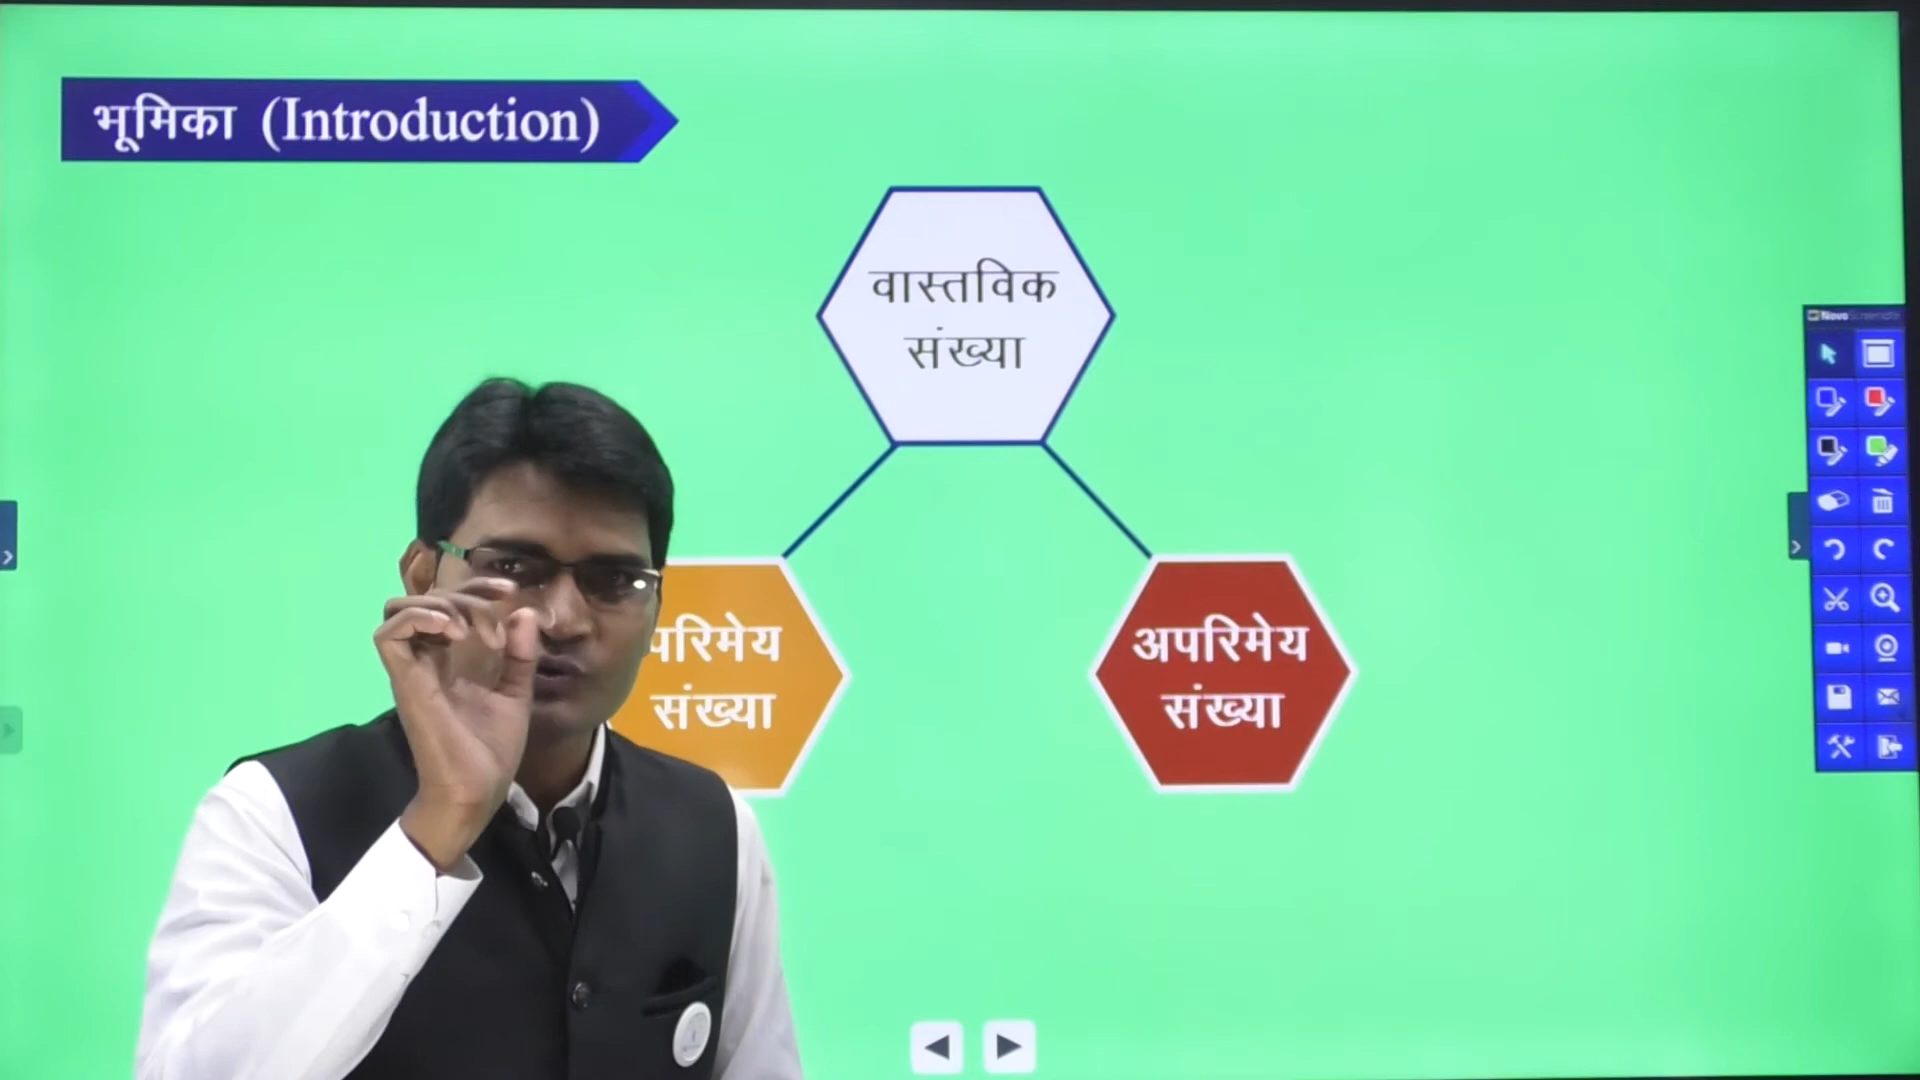 भूमिका (Introduction)
वास्तविक
संख्या
परिमेय
संख्या
अपरिमेय
संख्या